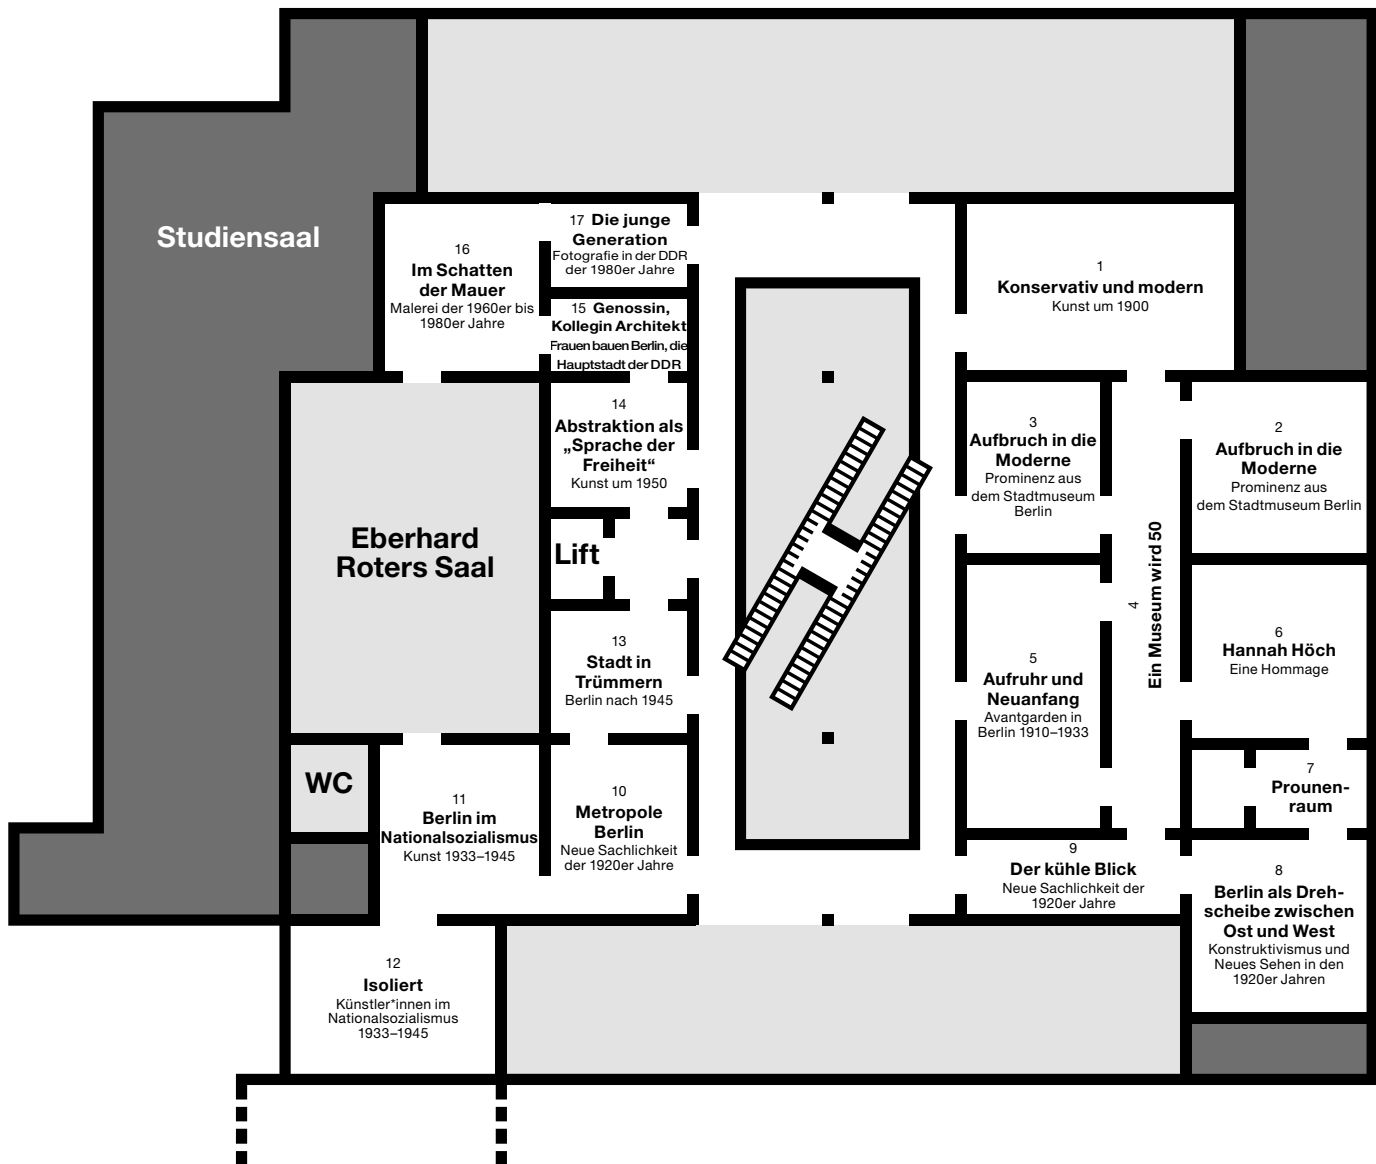 Studiensaal
16
Im Schatten
der Mauer
Malerei der 1960er bis
1980er Jahre
17 Die junge
Generation
Fotografie in der DDR
der 1980er Jahre
15 Genossin,
Kollegin Architekt
Frauen bauen Berlin, die
Hauptstadt der DDR
1
Konservativ und modern
Kunst um 1900
14
Abstraktion als
„Sprache der
Freiheit“
Kunst um 1950
3
Aufbruch in die
Moderne
Prominenz aus
dem Stadtmuseum
Berlin
2
Aufbruch in die
Moderne
Prominenz aus
dem Stadtmuseum Berlin
Eberhard
Roters Saal
Lift
4
Ein Museum wird 50
13
Stadt in
Trümmern
Berlin nach 1945
5
Aufruhr und
Neuanfang
Avantgarden in
Berlin 1910–1933
6
Hannah Höch
Eine Hommage
WC
11
Berlin im
Nationalsozialismus
Kunst 1933–1945
10
Metropole
Berlin
Neue Sachlichkeit
der 1920er Jahre
7
Prounen-
raum
9
Der kühle Blick
Neue Sachlichkeit der
1920er Jahre
8
Berlin als Dreh-
scheibe zwischen
Ost und West
Konstruktivismus und
Neues Sehen in den
1920er Jahren
12
Isoliert
Künstler*innen im
Nationalsozialismus
1933–1945